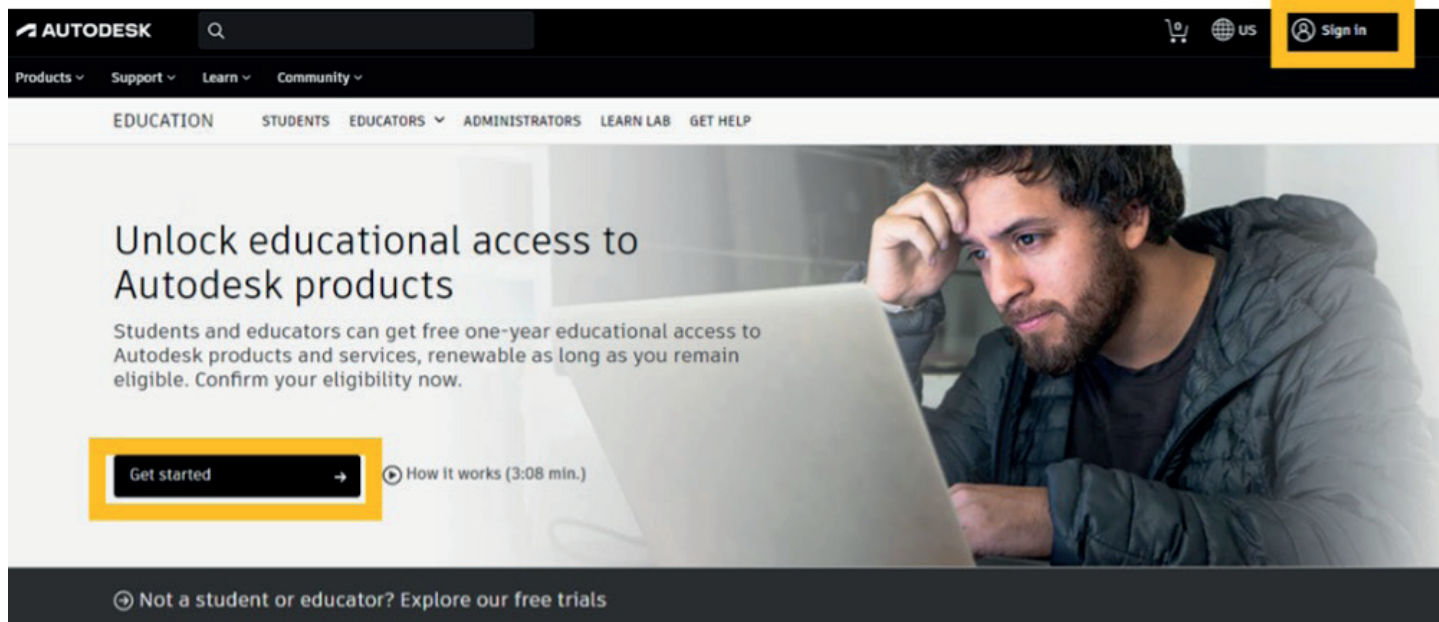 AUTODESK
0
US
Sign in
Products
Support
Learn
Community
EDUCATION
STUDENTS
EDUCATORS
ADMINISTRATORS
LEARN LAB
GET HELP
Unlock educational access to
Autodesk products
Students and educators can get free one-year educational access to
Autodesk products and services, renewable as long as you remain
eligible. Confirm your eligibility now.
Get started
How it works (3:08 min.)
Not a student or educator? Explore our free trials